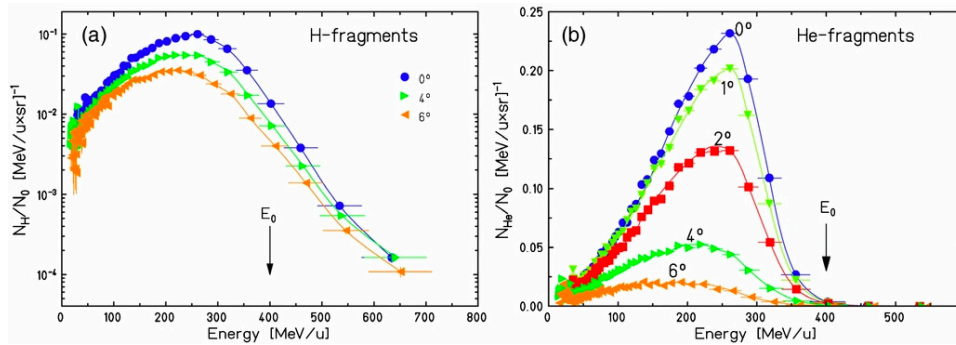 (a)
H-fragments
0°
4°
6°
E₀
N_H/N₀ [MeV/u×sr]⁻¹
10⁻¹
10⁻²
10⁻³
10⁻⁴
0 100 200 300 400 500 600 700 800
Energy [MeV/u]
(b)
He-fragments
0°
1°
2°
4°
6°
E₀
N_He/N₀ [MeV/u×sr]⁻¹
0.25
0.20
0.15
0.10
0.05
0.00
0 100 200 300 400 500
Energy [MeV/u]